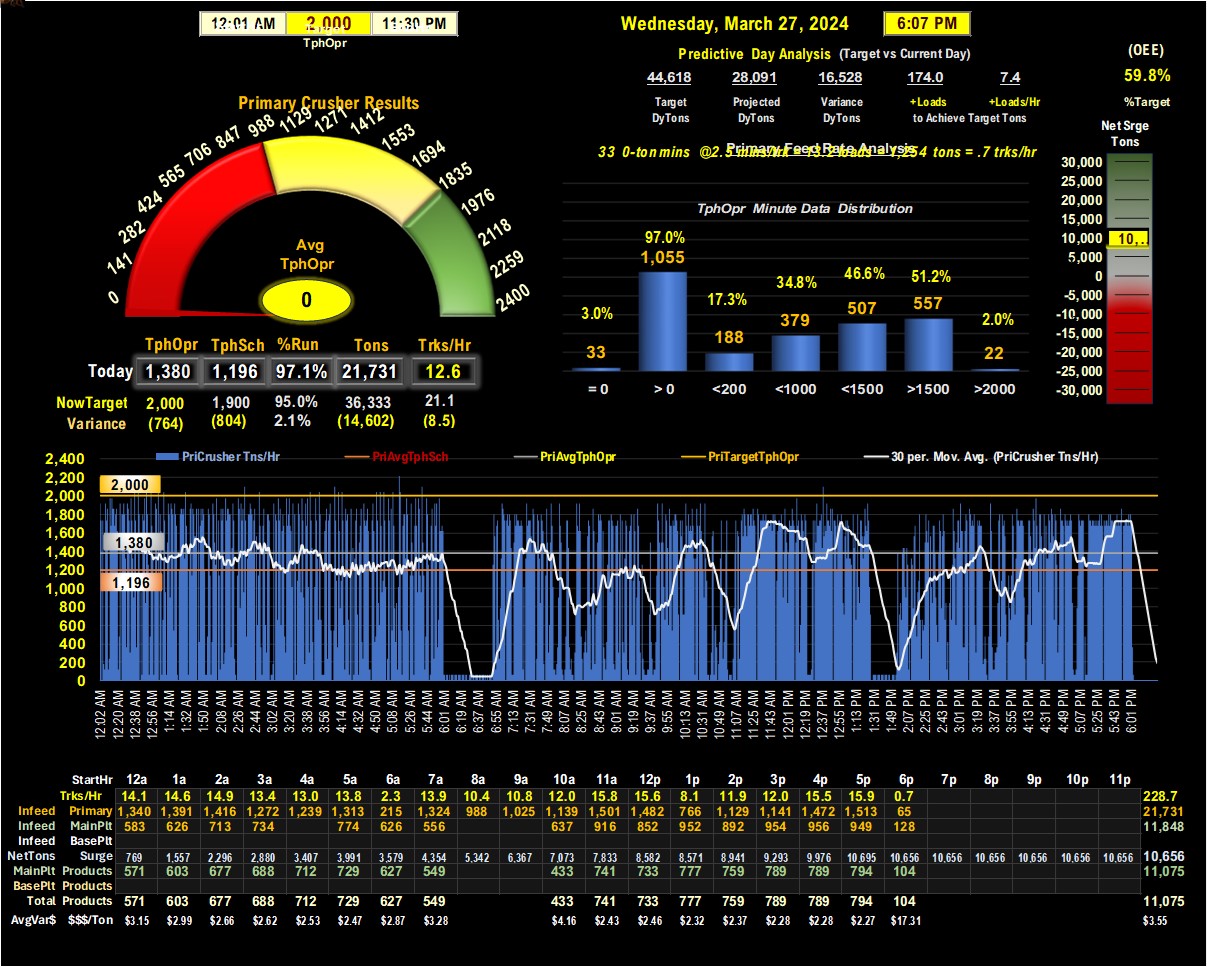 12:01 AM 2,000 11:30 PM
TphOpr
Wednesday, March 27, 2024 6:07 PM
Predictive Day Analysis (Target vs Current Day)
44,618 28,091 16,528 174.0 7.4
Target Projected Variance +Loads +Loads/Hr
DyTons DyTons DyTons to Achieve Target Tons
(OEE)
59.8%
%Target
Net Srge
Tons
Primary Crusher Results
0 141 282 424 565 706 847 988 1129 1271 1412 1553 1694 1835 1976 2118 2259 2400
Avg
TphOpr
0
TphOpr TphSch %Run Tons Trks/Hr
Today 1,380 1,196 97.1% 21,731 12.6
NowTarget 2,000 1,900 95.0% 36,333 21.1
Variance (764) (804) 2.1% (14,602) (8.5)
Primary Feed Rate Analysis
33 0-ton mins @2.5 mins/trk = 13.2 loads = 1,254 tons = .7 trks/hr
TphOpr Minute Data Distribution
3.0% 97.0% 17.3% 34.8% 46.6% 51.2% 2.0%
33 1,055 188 379 507 557 22
= 0 > 0 <200 <1000 <1500 >1500 >2000
30,000
25,000
20,000
15,000
10,000 10,..
5,000
0
-5,000
-10,000
-15,000
-20,000
-25,000
-30,000
PriCrusher Tns/Hr PriAvgTphSch PriAvgTphOpr PriTargetTphOpr 30 per. Mov. Avg. (PriCrusher Tns/Hr)
2,400
2,200
2,000
1,800
1,600
1,400
1,200
1,000
800
600
400
200
0
2,000
1,380
1,196
12:02 AM 12:20 AM 12:38 AM 12:56 AM 1:14 AM 1:32 AM 1:50 AM 2:08 AM 2:26 AM 2:44 AM 3:02 AM 3:20 AM 3:38 AM 3:56 AM 4:14 AM 4:32 AM 4:50 AM 5:08 AM 5:26 AM 5:44 AM 6:01 AM 6:19 AM 6:37 AM 6:55 AM 7:13 AM 7:31 AM 7:49 AM 8:07 AM 8:25 AM 8:43 AM 9:01 AM 9:19 AM 9:37 AM 9:55 AM 10:13 AM 10:31 AM 10:49 AM 11:07 AM 11:25 AM 11:43 AM 12:01 PM 12:19 PM 12:37 PM 12:55 PM 1:13 PM 1:31 PM 1:49 PM 2:07 PM 2:25 PM 2:43 PM 3:01 PM 3:19 PM 3:37 PM 3:55 PM 4:13 PM 4:31 PM 4:49 PM 5:07 PM 5:25 PM 5:43 PM 6:01 PM
StartHr 12a 1a 2a 3a 4a 5a 6a 7a 8a 9a 10a 11a 12p 1p 2p 3p 4p 5p 6p 7p 8p 9p 10p 11p
Trks/Hr 14.1 14.6 14.9 13.4 13.0 13.8 2.3 13.9 10.4 10.8 12.0 15.8 15.6 8.1 11.9 12.0 15.5 15.9 0.7 228.7
Infeed Primary 1,340 1,391 1,416 1,272 1,239 1,313 215 1,324 988 1,025 1,139 1,501 1,482 766 1,129 1,141 1,472 1,513 65 21,731
Infeed MainPlt 583 626 713 734 774 626 556 637 916 852 952 892 954 956 949 128 11,848
Infeed BasePlt
NetTons Surge 769 1,557 2,296 2,880 3,407 3,991 3,579 4,354 5,342 6,367 7,073 7,833 8,582 8,571 8,941 9,293 9,976 10,695 10,656 10,656 10,656 10,656 10,656 10,656 10,656
MainPlt Products 571 603 677 688 712 729 627 549 433 741 733 777 759 789 789 794 104 11,075
BasePlt Products
Total Products 571 603 677 688 712 729 627 549 433 741 733 777 759 789 789 794 104 11,075
AvgVar$ $$$/Ton $3.15 $2.99 $2.66 $2.62 $2.53 $2.47 $2.87 $3.28 $4.16 $2.43 $2.46 $2.32 $2.37 $2.28 $2.28 $2.27 $17.31 $3.55